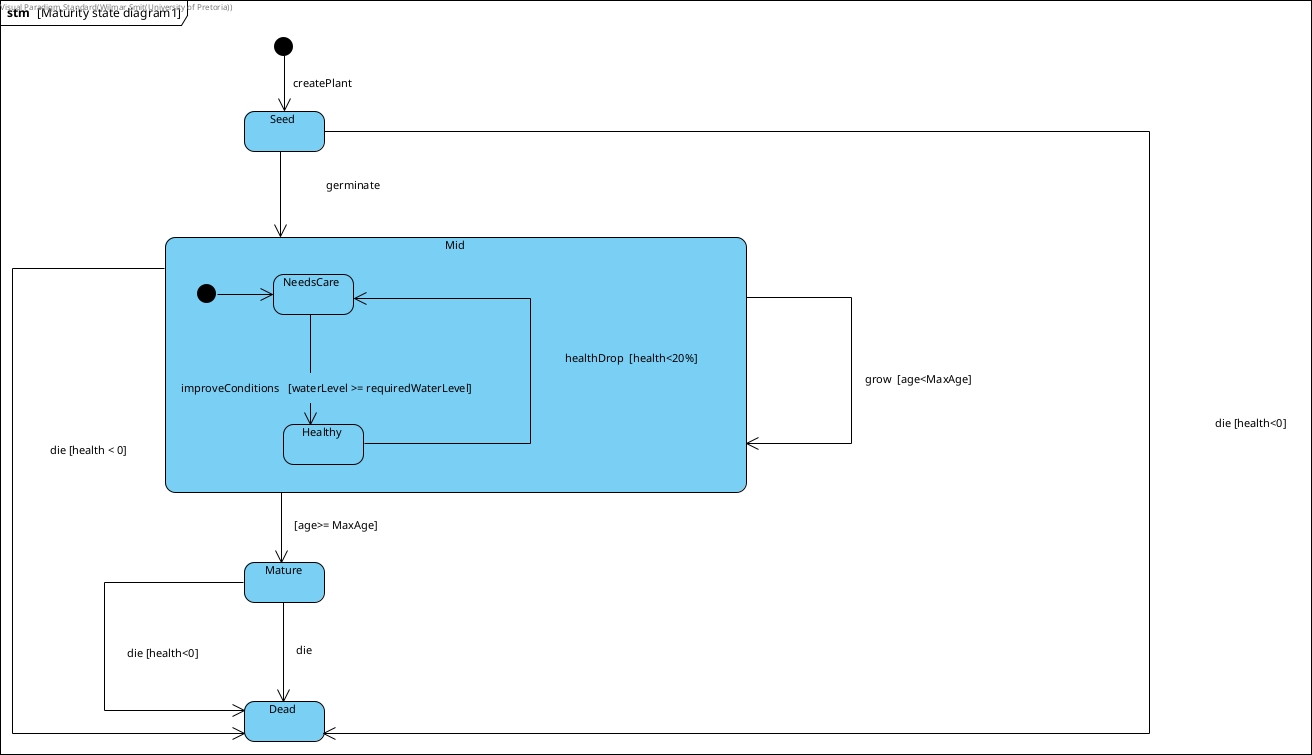 Visual Paradigm Standard(Wilmar Smit(University of Pretoria))
stm [Maturity state diagram1]
createPlant
Seed
germinate
Mid
NeedsCare
healthDrop [health<20%]
grow [age<MaxAge]
improveConditions [waterLevel >= requiredWaterLevel]
die [health<0]
Healthy
die [health < 0]
[age>= MaxAge]
Mature
die [health<0]
die
Dead